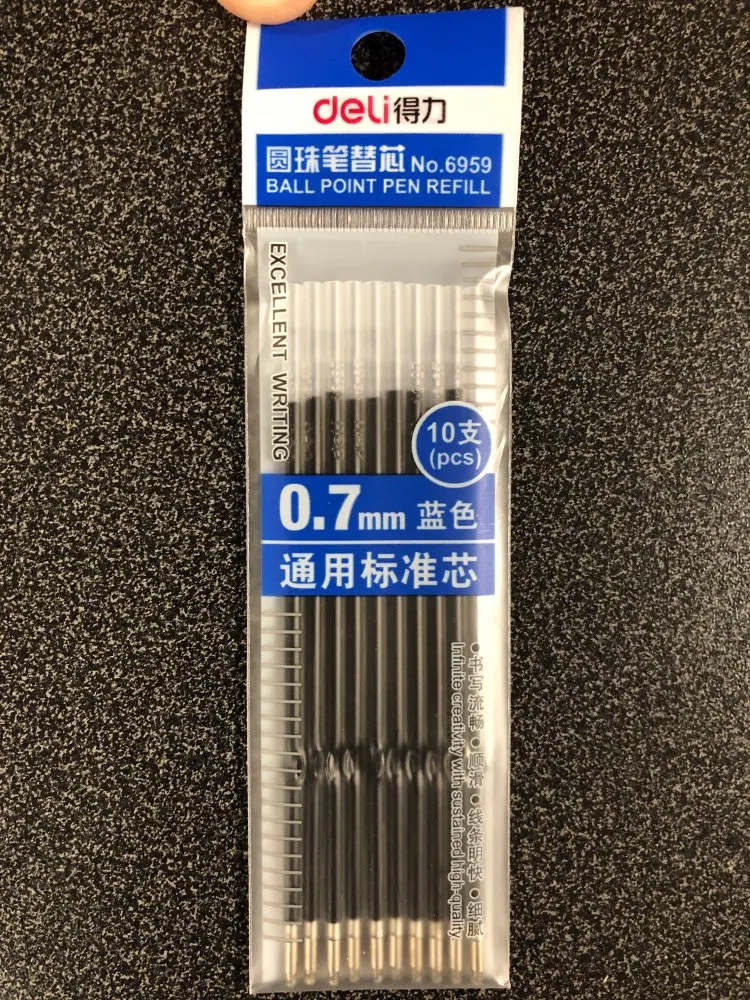 deli得力
圆珠笔替芯 No.6959
BALL POINT PEN REFILL
EXCELLENT WRITING
10支
(pcs)
0.7mm 蓝色
通用标准芯
●书写流畅 ●顺滑 ●线条明快 ●细腻
Infinite creativity with sustained high-quality.